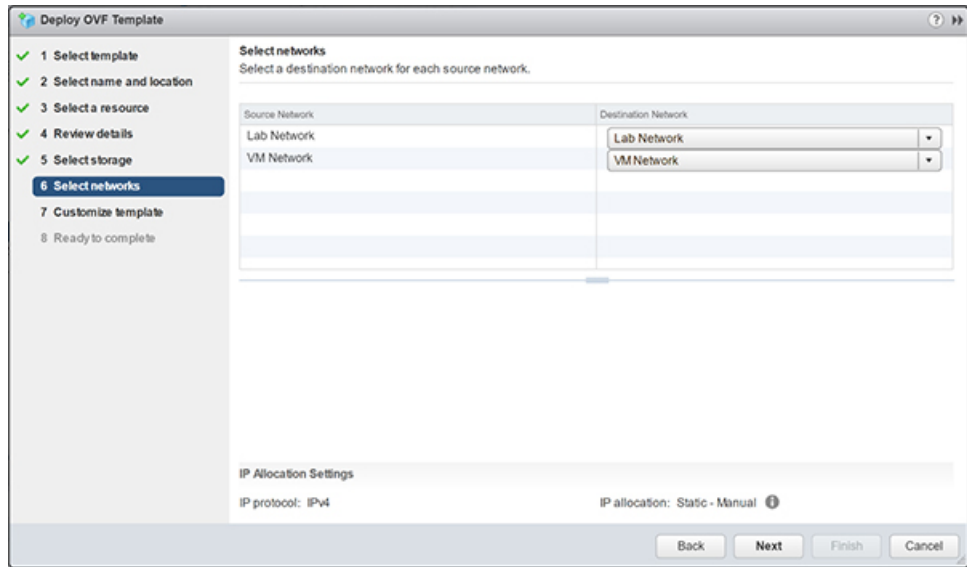 Deploy OVF Template
?
1 Select template
2 Select name and location
3 Select a resource
4 Review details
5 Select storage
6 Select networks
7 Customize template
8 Ready to complete
Select networks
Select a destination network for each source network.
Source Network Destination Network
Lab Network Lab Network
VM Network VM Network
IP Allocation Settings
IP protocol: IPv4 IP allocation: Static - Manual
Back Next Finish Cancel